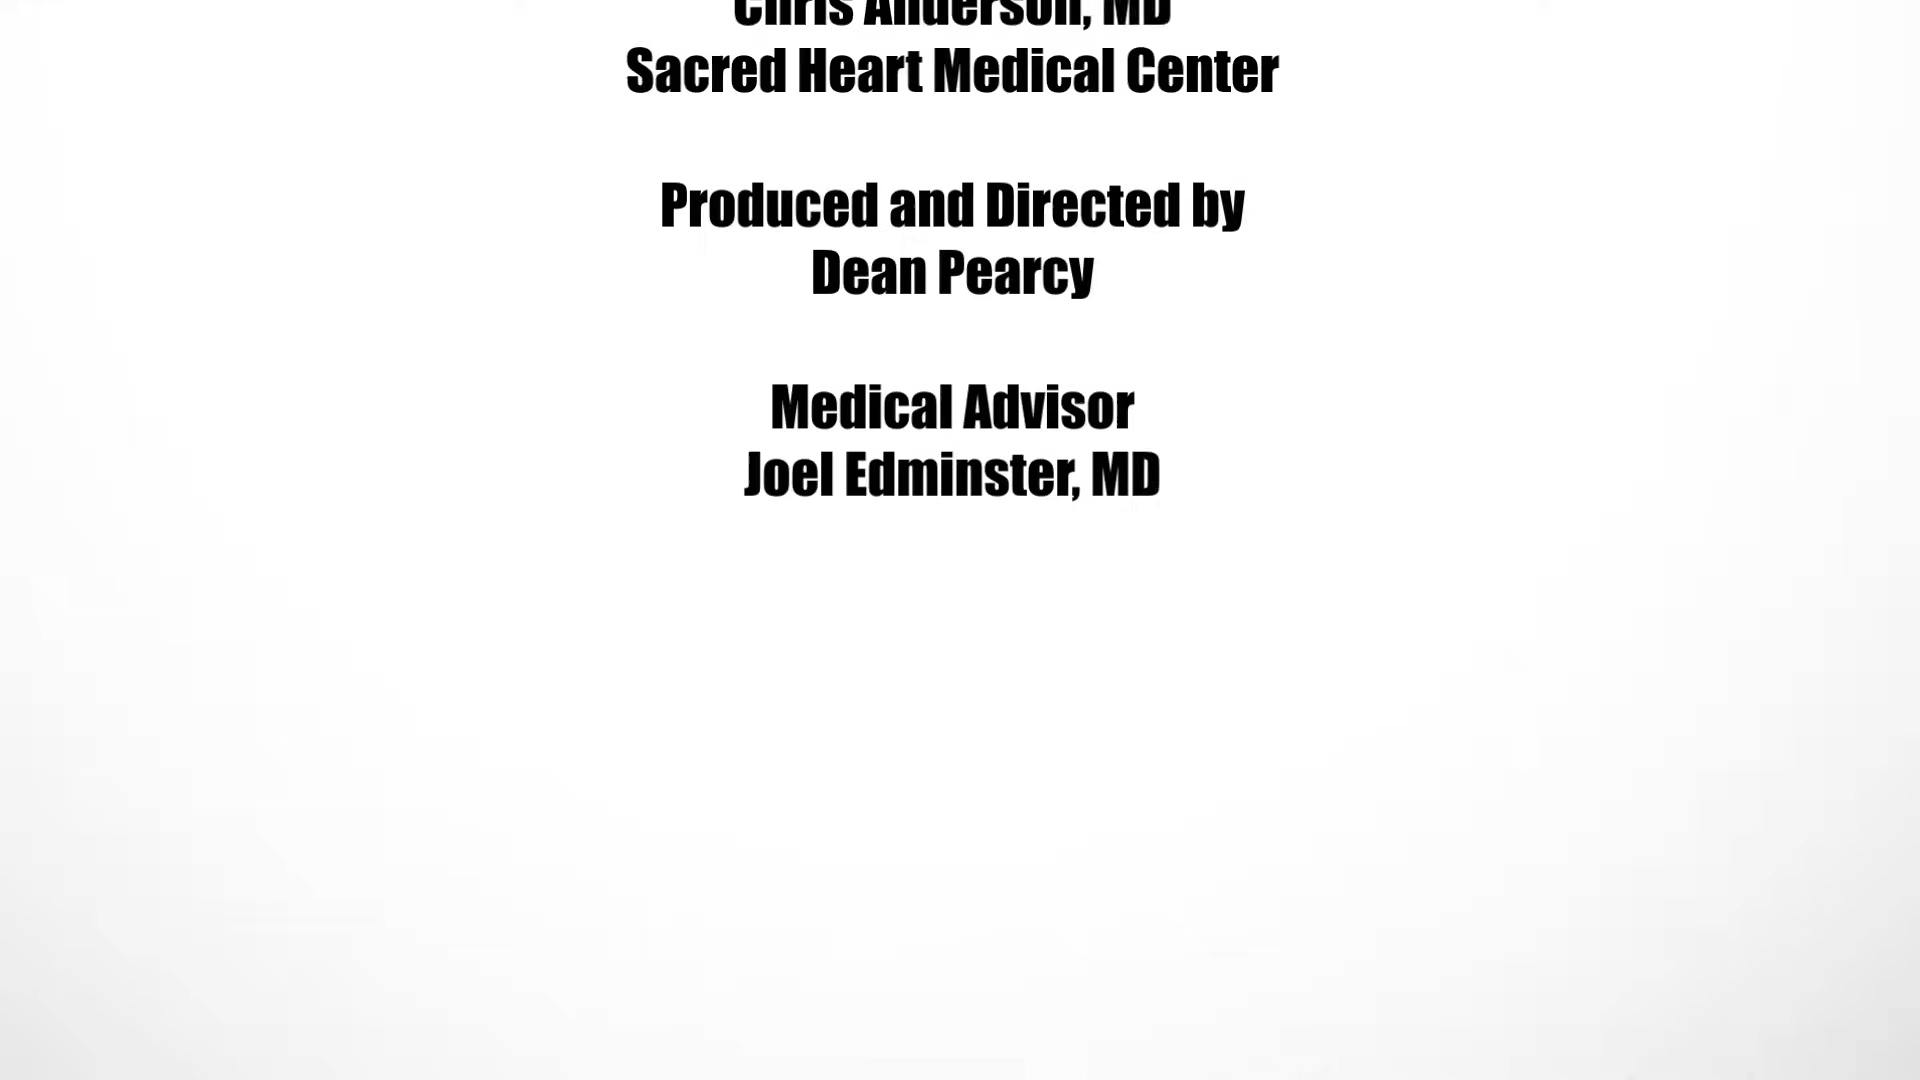 Chris Anderson, MD
Sacred Heart Medical Center
Produced and Directed by
Dean Pearcy
Medical Advisor
Joel Edminster, MD